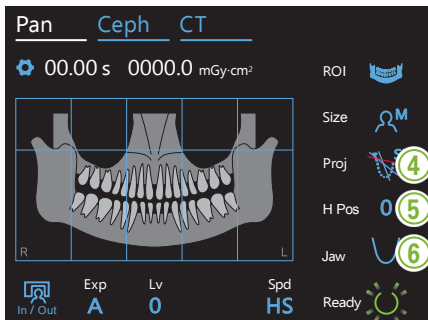 Pan Ceph CT
00.00 s 0000.0 mGy·cm²
ROI
Size M
Proj S 4
H Pos 0 5
R L
Jaw 6
In / Out
Exp Lv Spd
A 0 HS
Ready